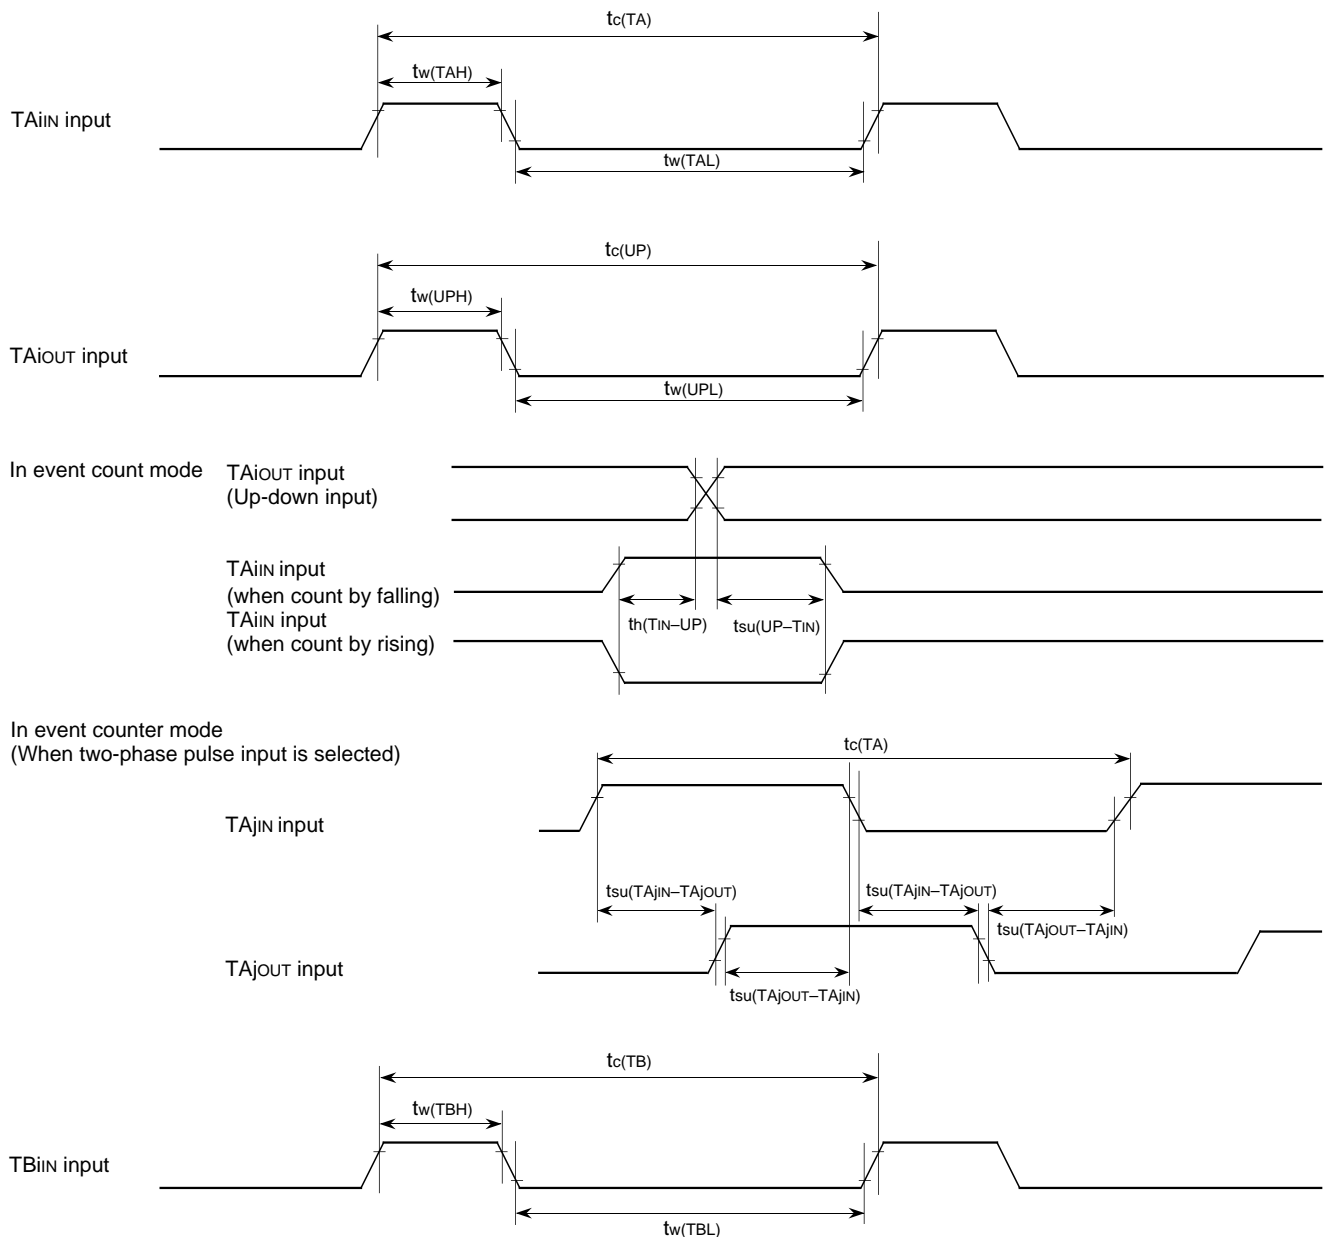 tc(TA)
tw(TAH)
TAiIN input
tw(TAL)
tc(UP)
tw(UPH)
TAiOUT input
tw(UPL)
In event count mode
TAiOUT input
(Up-down input)
TAiIN input
(when count by falling)
TAiIN input
(when count by rising)
th(TIN–UP)
tsu(UP–TIN)
In event counter mode
(When two-phase pulse input is selected)
tc(TA)
TAjIN input
tsu(TAjIN–TAjOUT)
tsu(TAjIN–TAjOUT)
tsu(TAjOUT–TAjIN)
TAjOUT input
tsu(TAjOUT–TAjIN)
tc(TB)
tw(TBH)
TBiIN input
tw(TBL)